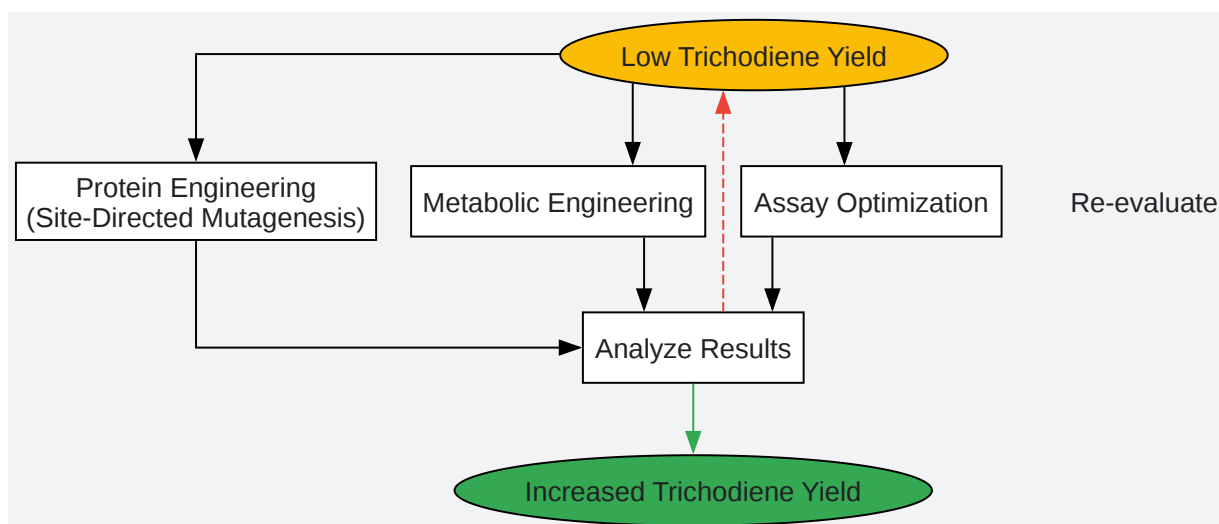 Low Trichodiene Yield
Protein Engineering
(Site-Directed Mutagenesis)
Metabolic Engineering
Assay Optimization
Re-evaluate
Analyze Results
Increased Trichodiene Yield